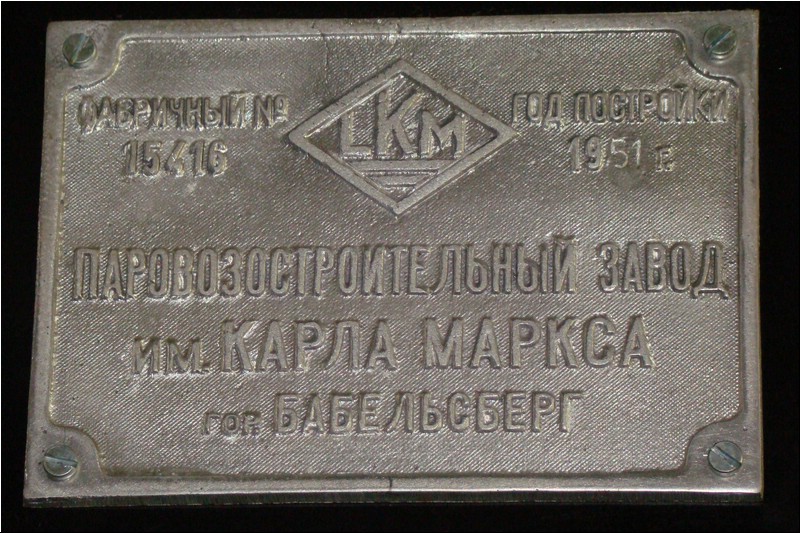 ФАБРИЧНЫЙ №
15416
LKM
ГОД ПОСТРОЙКИ
1951 г.
ПАРОВОЗОСТРОИТЕЛЬНЫЙ ЗАВОД
ИМ. КАРЛА МАРКСА
ГОР. БАБЕЛЬСБЕРГ